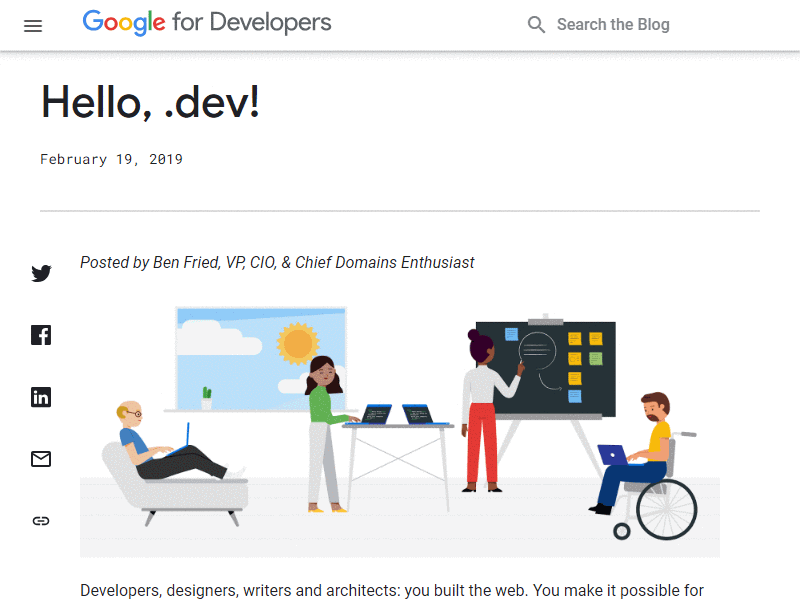 Google for Developers
Search the Blog
Hello, .dev!
February 19, 2019
Posted by Ben Fried, VP, CIO, & Chief Domains Enthusiast
Developers, designers, writers and architects: you built the web. You make it possible for